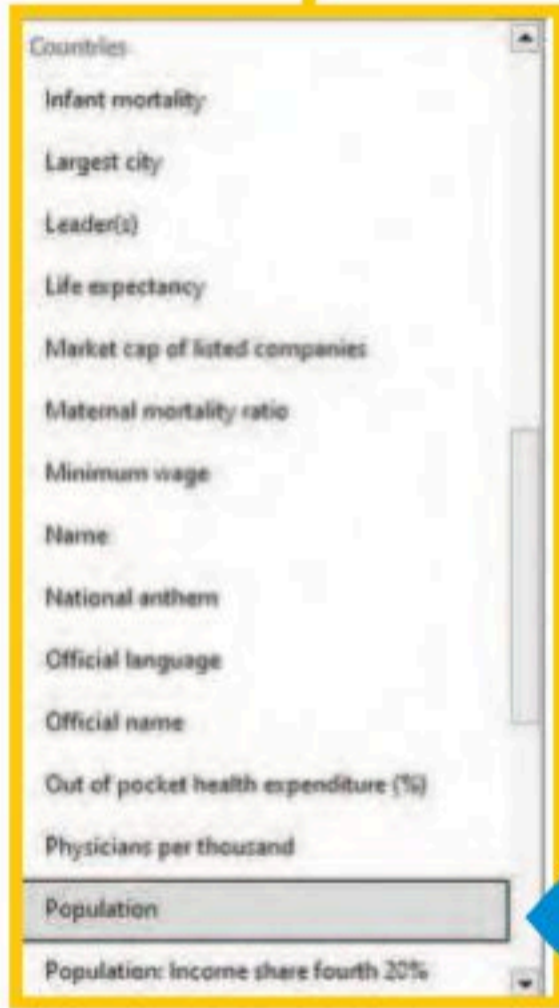 Countries
Infant mortality
Largest city
Leader(s)
Life expectancy
Market cap of listed companies
Maternal mortality ratio
Minimum wage
Name
National anthem
Official language
Official name
Out of pocket health expenditure (%)
Physicians per thousand
Population
Population: Income share fourth 20%